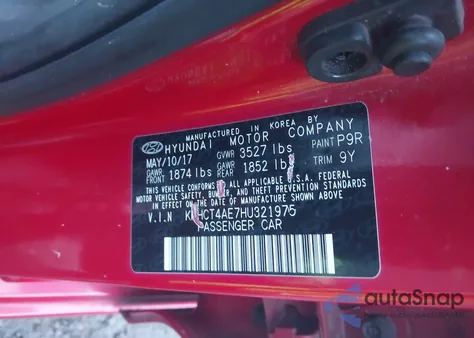 MANUFACTURED IN KOREA BY
HYUNDAI MOTOR COMPANY
MAY/10/17 GVWR 3527 lbs PAINT P9R
GAWR FRONT 1874 lbs GAWR REAR 1852 lbs TRIM 9Y
THIS VEHICLE CONFORMS TO ALL APPLICABLE U.S.A. FEDERAL
MOTOR VEHICLE SAFETY, BUMPER, AND THEFT PREVENTION STANDARDS
IN EFFECT ON THE DATE OF MANUFACTURE SHOWN ABOVE.
V.I.N KMHCT4AE7HU321975
PASSENGER CAR
autoSnap